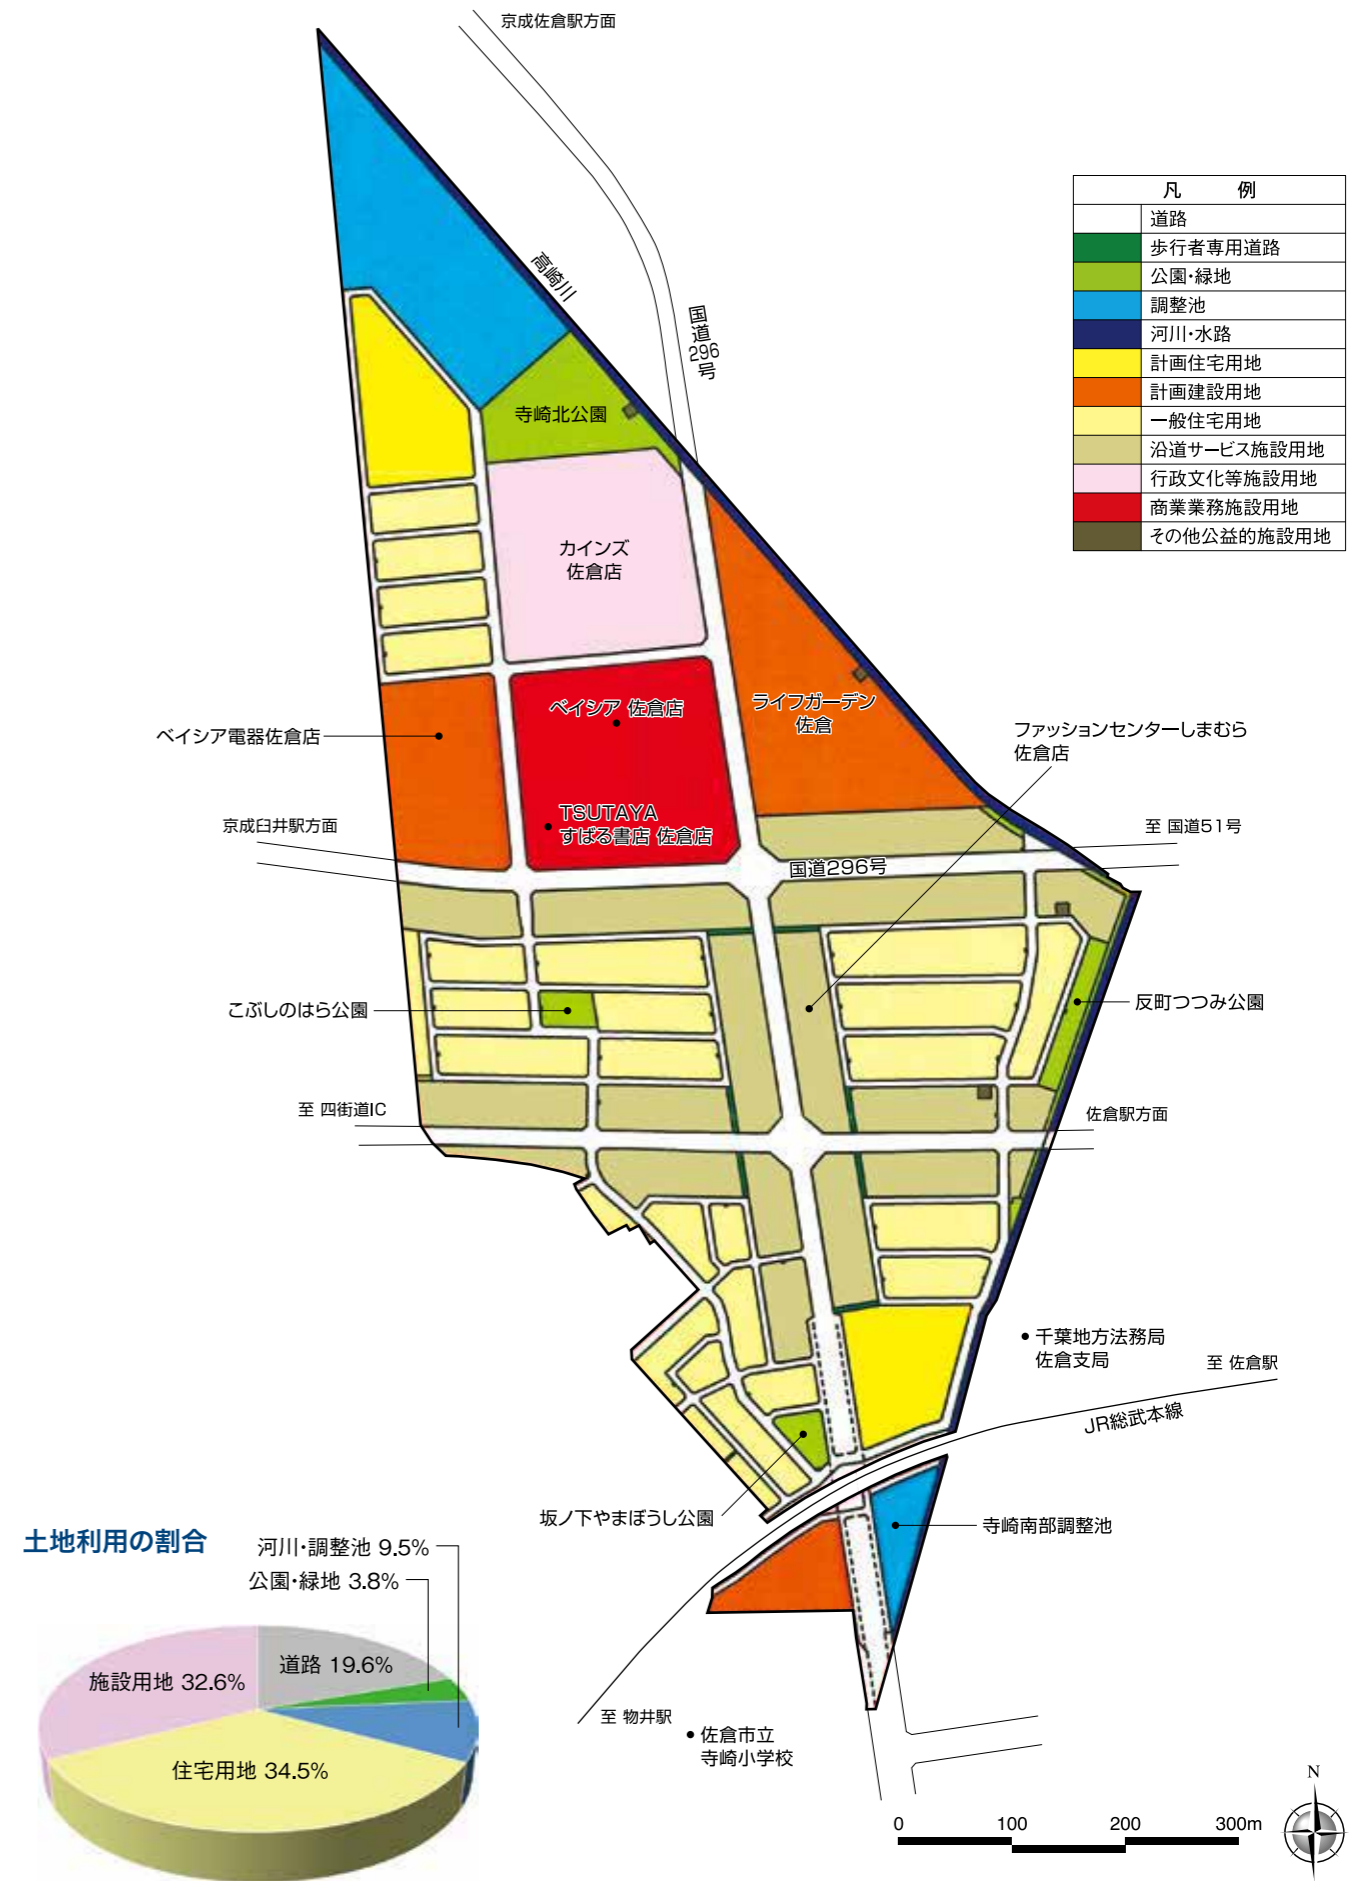 京成佐倉駅方面
凡　例
道路
歩行者専用道路
公園・緑地
調整池
河川・水路
計画住宅用地
計画建設用地
一般住宅用地
沿道サービス施設用地
行政文化等施設用地
商業業務施設用地
その他公益的施設用地
高崎川
国道
296
号
寺崎北公園
カインズ
佐倉店
ベイシア 佐倉店
ライフガーデン
佐倉
ベイシア電器佐倉店
ファッションセンターしまむら
佐倉店
TSUTAYA
すばる書店 佐倉店
京成臼井駅方面
至 国道51号
国道296号
こぶしのはら公園
反町つつみ公園
至 四街道IC
佐倉駅方面
千葉地方法務局
佐倉支局
至 佐倉駅
JR総武本線
坂ノ下やまぼうし公園
寺崎南部調整池
至 物井駅
佐倉市立
寺崎小学校
土地利用の割合
河川・調整池 9.5%
公園・緑地 3.8%
道路 19.6%
施設用地 32.6%
住宅用地 34.5%
0 100 200 300m
N